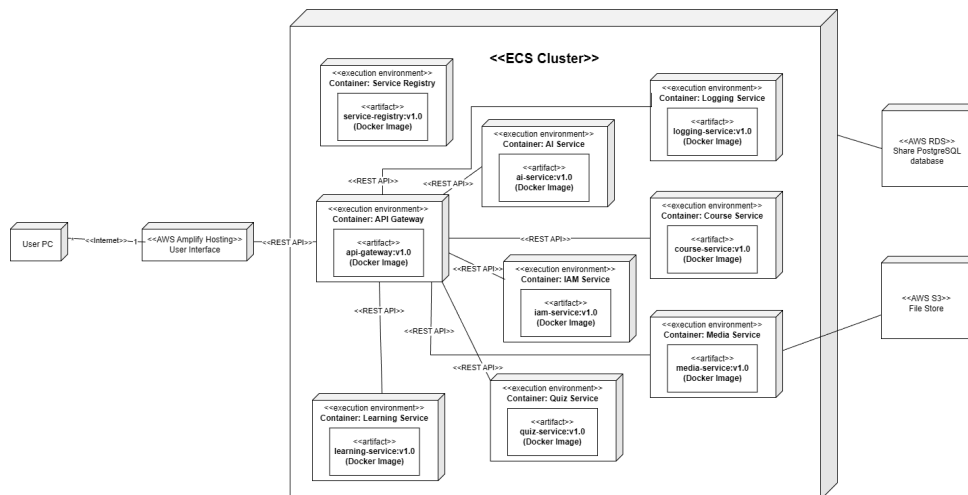 <<ECS Cluster>>
<<execution environment>>
Container: Service Registry
<<artifact>>
service-registry:v1.0
(Docker Image)
<<execution environment>>
Container: Logging Service
<<artifact>>
logging-service:v1.0
(Docker Image)
<<execution environment>>
Container: AI Service
<<artifact>>
ai-service:v1.0
(Docker Image)
<<AWS RDS>>
Share PostgreSQL
database
<<REST API>>
<<REST API>>
<<execution environment>>
Container: API Gateway
<<artifact>>
api-gateway:v1.0
(Docker Image)
<<execution environment>>
Container: Course Service
<<artifact>>
course-service:v1.0
(Docker Image)
User PC
<<Internet>>
1
<<AWS Amplify Hosting>>
User Interface
<<REST API>>
<<REST API>>
<<REST API>>
<<execution environment>>
Container: IAM Service
<<artifact>>
iam-service:v1.0
(Docker Image)
<<AWS S3>>
File Store
<<REST API>>
<<REST API>>
<<REST API>>
<<execution environment>>
Container: Media Service
<<artifact>>
media-service:v1.0
(Docker Image)
<<execution environment>>
Container: Learning Service
<<artifact>>
learning-service:v1.0
(Docker Image)
<<execution environment>>
Container: Quiz Service
<<artifact>>
quiz-service:v1.0
(Docker Image)